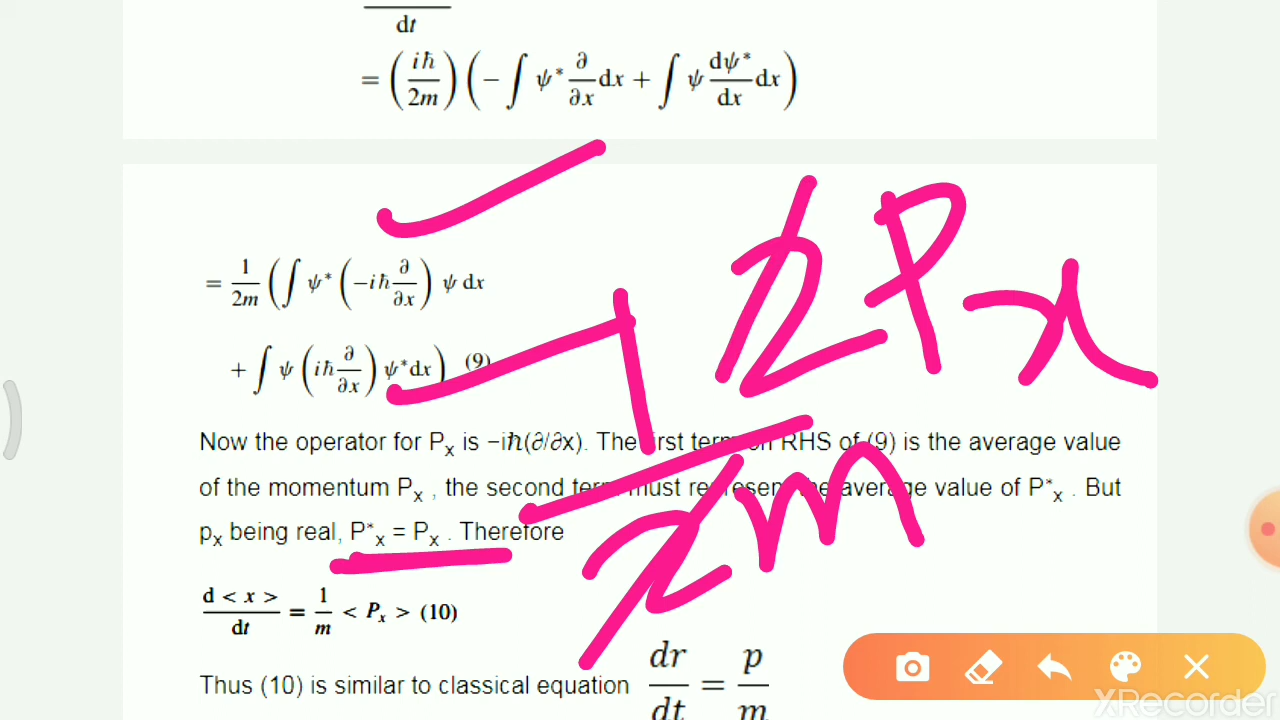 dt
= (iħ/2m) (− ∫ ψ* ∂/∂x dx + ∫ ψ dψ*/dx dx)
= 1/2m (∫ ψ* (−iħ ∂/∂x) ψ dx
+ ∫ ψ (iħ ∂/∂x) ψ* dx) (9)
2Px
2m
Now the operator for Px is −iħ(∂/∂x). The first term on RHS of (9) is the average value
of the momentum Px , the second term must represent the average value of P*x . But
px being real, P*x = Px . Therefore
d < x >/dt = 1/m < Px > (10)
Thus (10) is similar to classical equation dr/dt = p/m
XRecorder